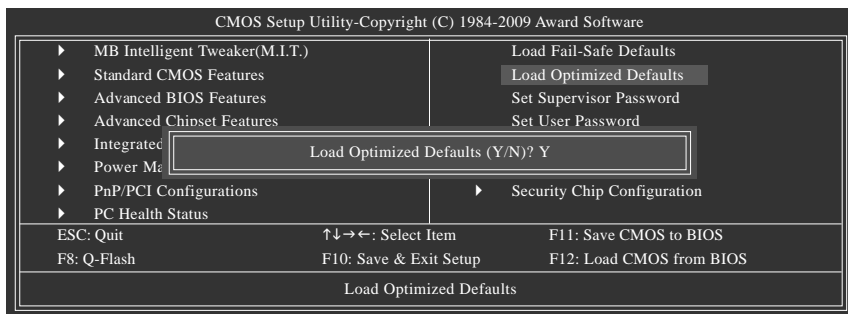 CMOS Setup Utility-Copyright (C) 1984-2009 Award Software
MB Intelligent Tweaker(M.I.T.)
Standard CMOS Features
Advanced BIOS Features
Advanced Chipset Features
Integrated
Power Ma
PnP/PCI Configurations
PC Health Status
Load Fail-Safe Defaults
Load Optimized Defaults
Set Supervisor Password
Set User Password
Security Chip Configuration
Load Optimized Defaults (Y/N)? Y
ESC: Quit ↑↓→←: Select Item F11: Save CMOS to BIOS
F8: Q-Flash F10: Save & Exit Setup F12: Load CMOS from BIOS
Load Optimized Defaults